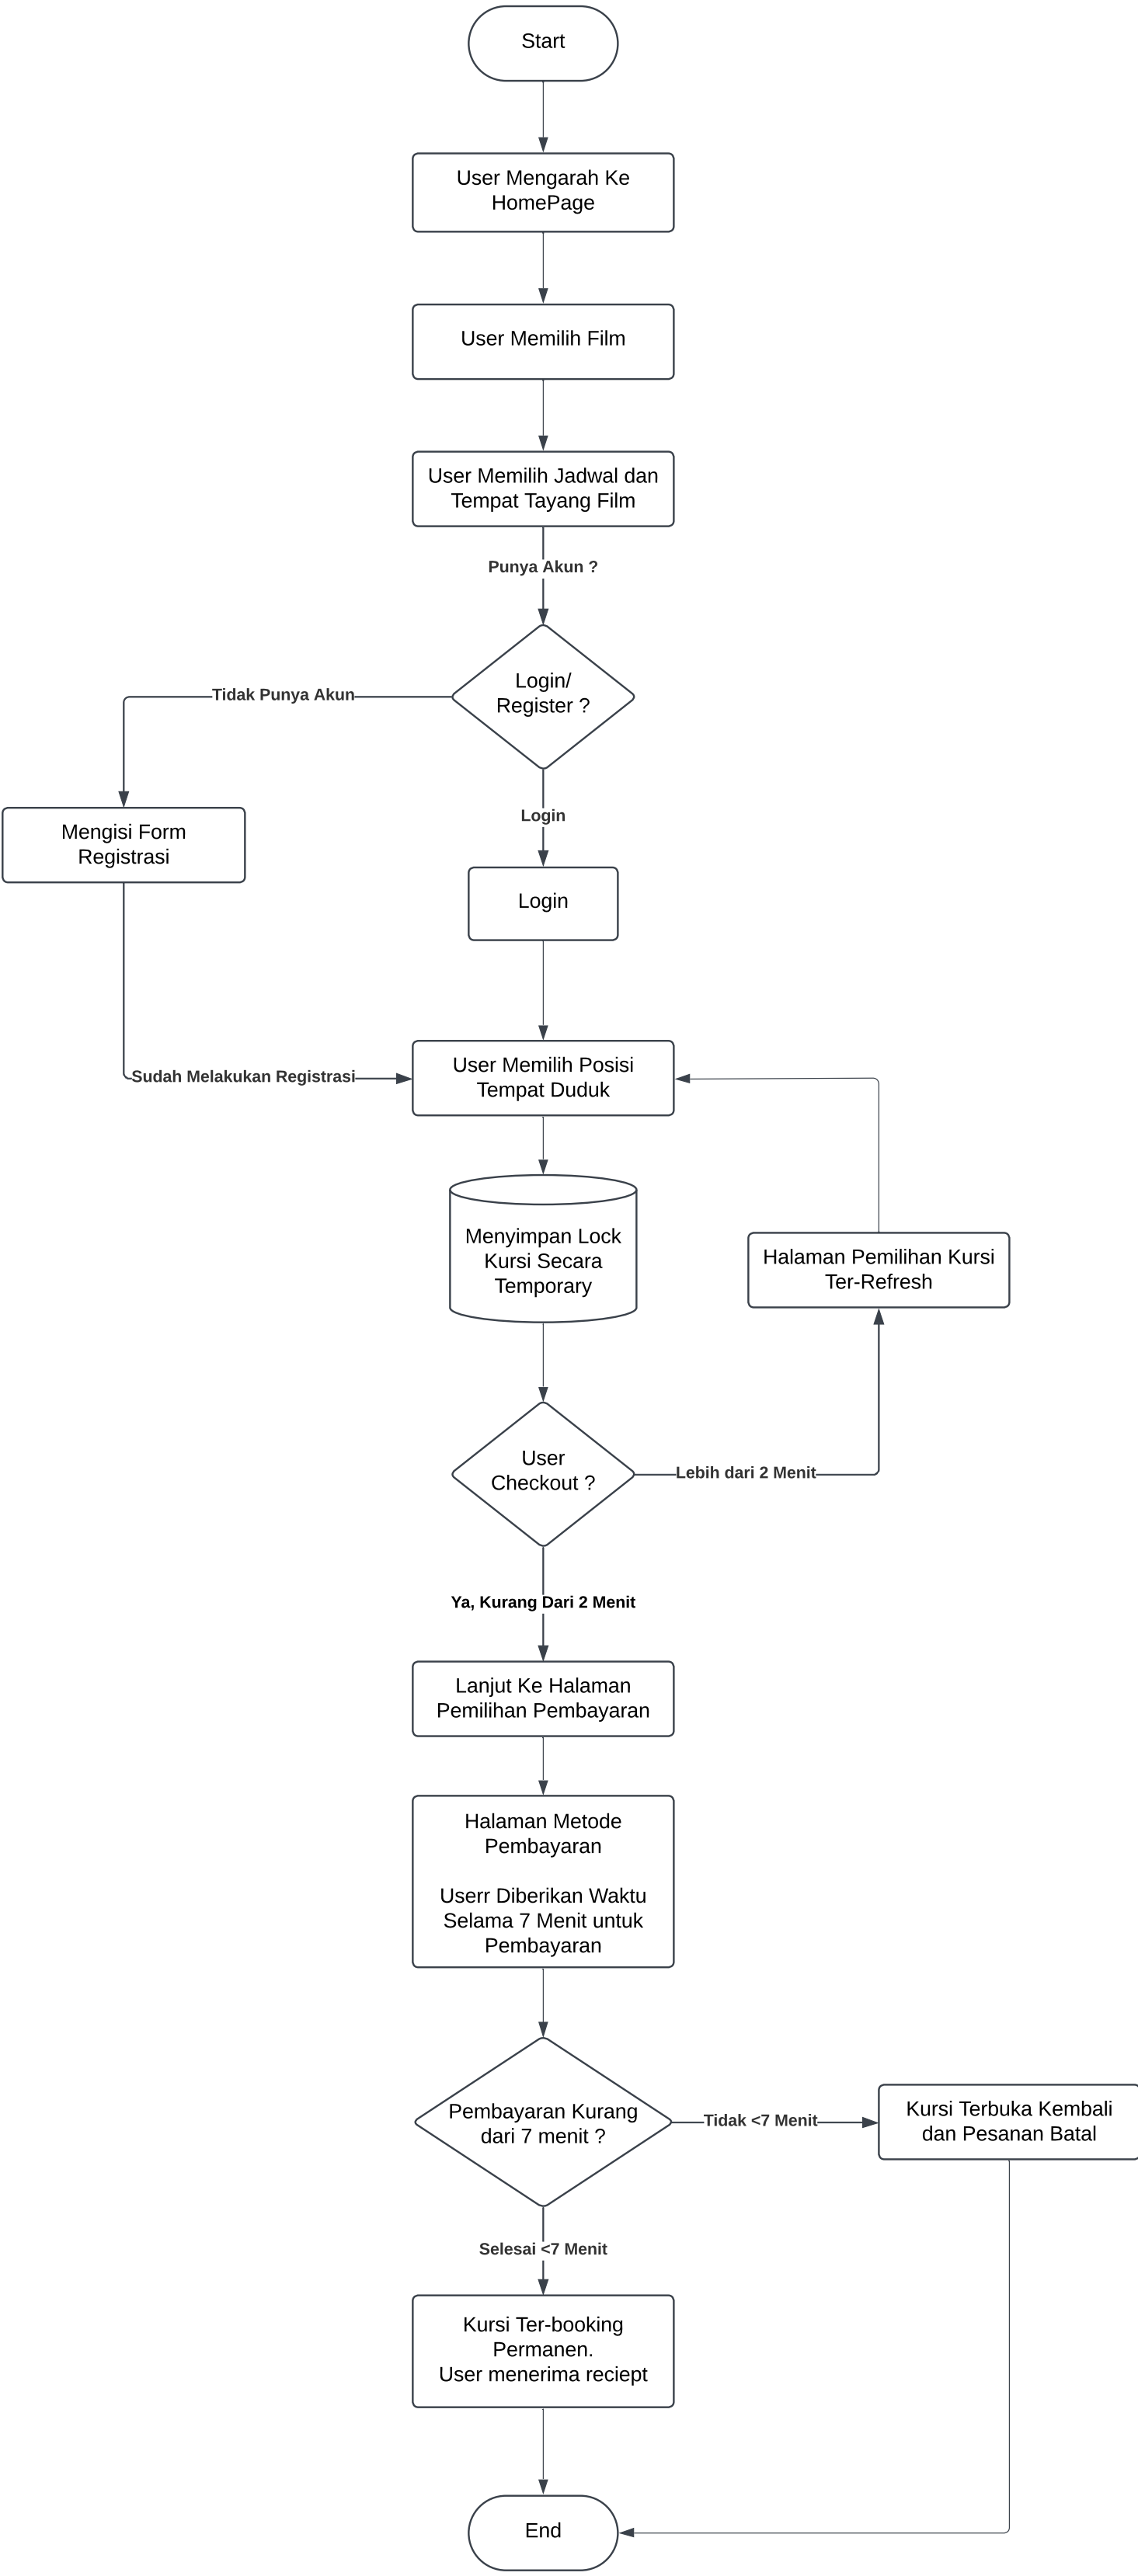 Start
User Mengarah Ke
HomePage
User Memilih Film
User Memilih Jadwal dan
Tempat Tayang Film
Punya Akun ?
Login/
Register ?
Tidak Punya Akun
Login
Mengisi Form
Registrasi
Login
Sudah Melakukan Registrasi
User Memilih Posisi
Tempat Duduk
Menyimpan Lock
Kursi Secara
Temporary
Halaman Pemilihan Kursi
Ter-Refresh
User
Checkout ?
Lebih dari 2 Menit
Ya, Kurang Dari 2 Menit
Lanjut Ke Halaman
Pemilihan Pembayaran
Halaman Metode
Pembayaran
Userr Diberikan Waktu
Selama 7 Menit untuk
Pembayaran
Pembayaran Kurang
dari 7 menit ?
Tidak <7 Menit
Kursi Terbuka Kembali
dan Pesanan Batal
Selesai <7 Menit
Kursi Ter-booking
Permanen.
User menerima reciept
End